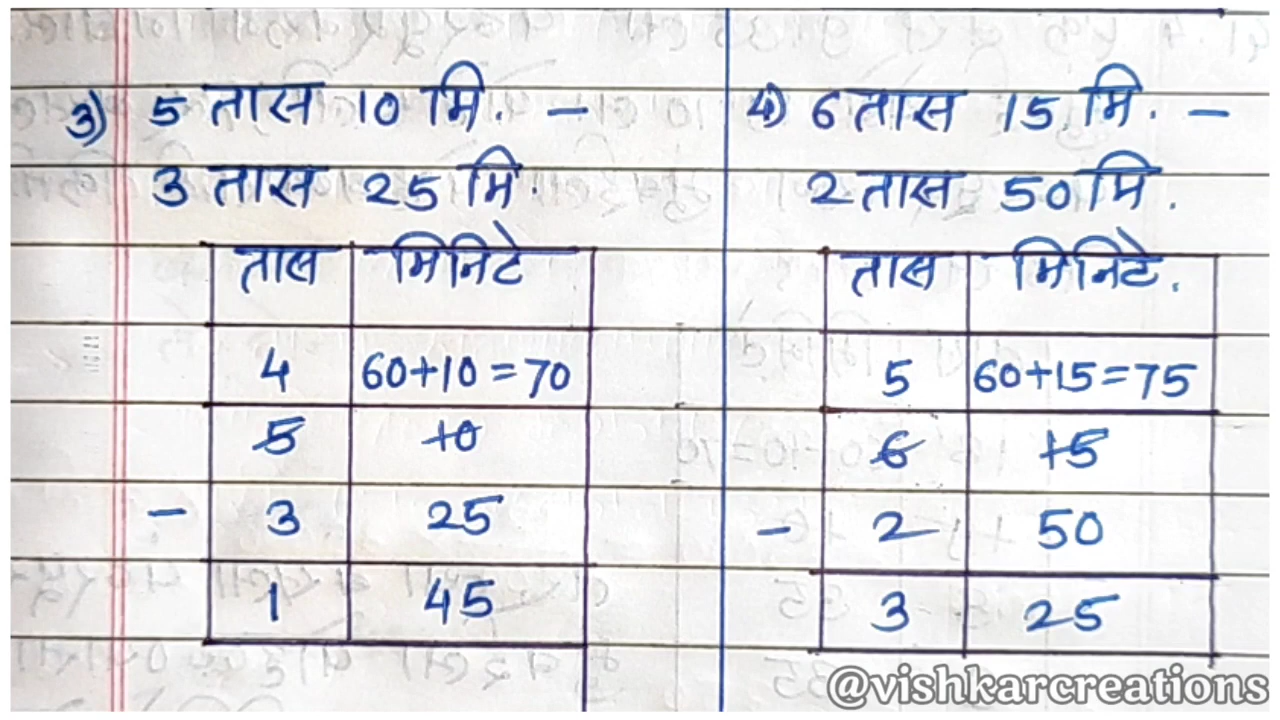 3) 5 तास 10 मि. -
3 तास 25 मि.
तास मिनिटे
4 60+10=70
5 10
- 3 25
1 45
4) 6 तास 15 मि. -
2 तास 50 मि.
तास मिनिटे.
5 60+15=75
6 15
- 2 50
3 25
@vishkarcreations